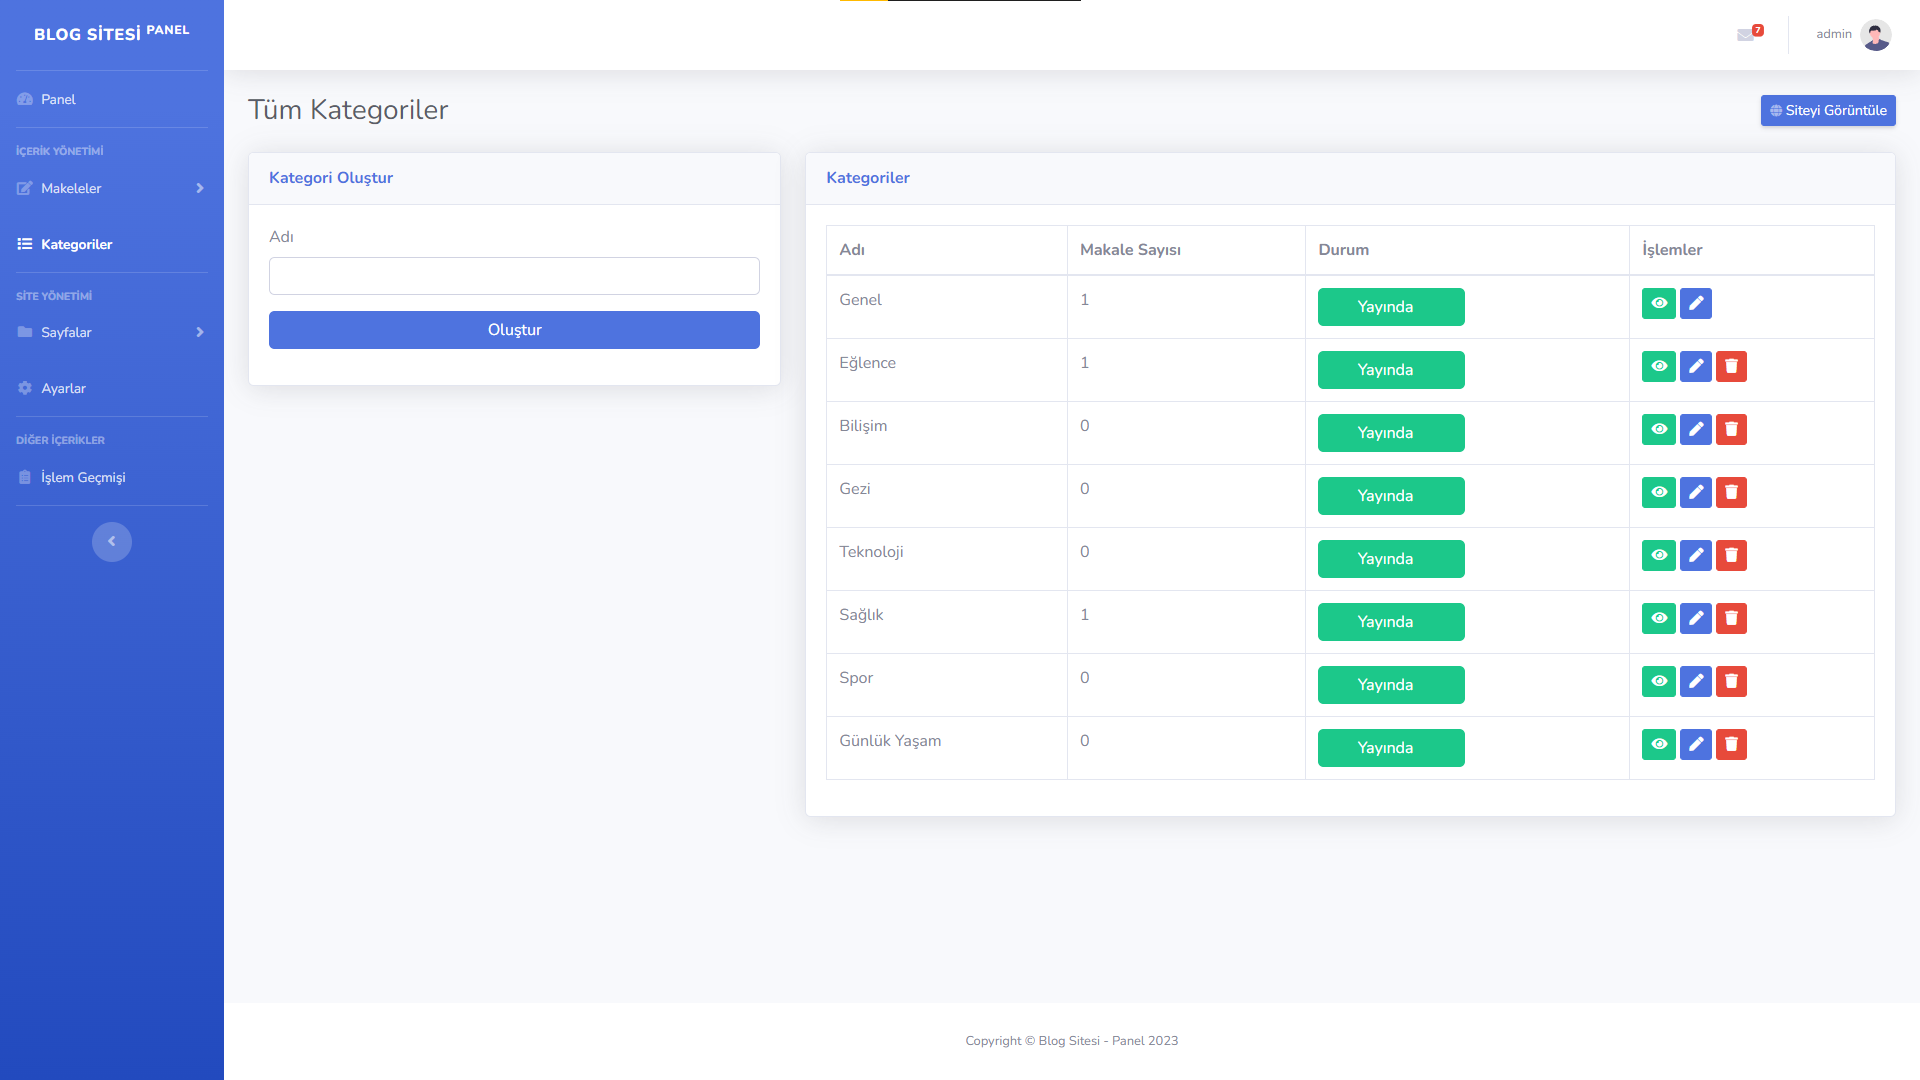 BLOG SİTESİ PANEL
7
admin
Panel
İÇERİK YÖNETİMİ
Makeleler
Kategoriler
SİTE YÖNETİMİ
Sayfalar
Ayarlar
DİĞER İÇERİKLER
İşlem Geçmişi
Tüm Kategoriler
Siteyi Görüntüle
Kategori Oluştur
Adı
Oluştur
Kategoriler
Adı Makale Sayısı Durum İşlemler
Genel 1 Yayında
Eğlence 1 Yayında
Bilişim 0 Yayında
Gezi 0 Yayında
Teknoloji 0 Yayında
Sağlık 1 Yayında
Spor 0 Yayında
Günlük Yaşam 0 Yayında
Copyright © Blog Sitesi - Panel 2023